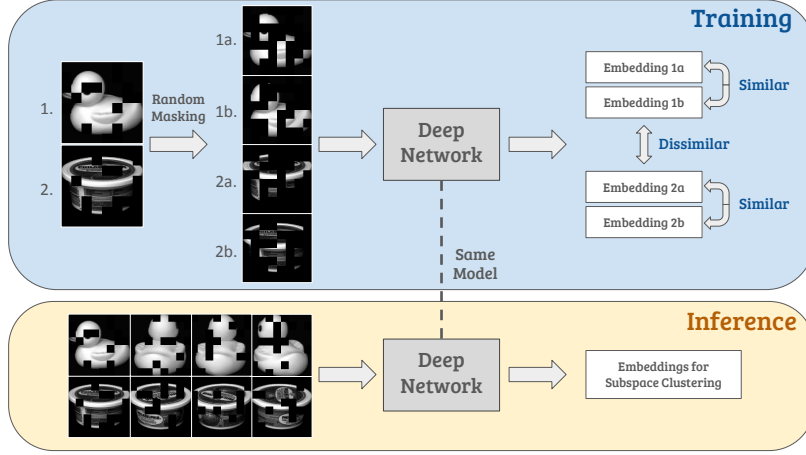 Training
1.
2.
Random
Masking
1a.
1b.
2a.
2b.
Deep
Network
Embedding 1a
Embedding 1b
Similar
Dissimilar
Embedding 2a
Embedding 2b
Similar
Same
Model
Inference
Deep
Network
Embeddings for
Subspace Clustering